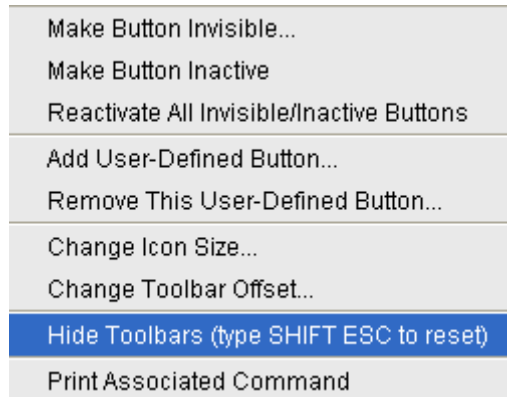 Make Button Invisible...
Make Button Inactive
Reactivate All Invisible/Inactive Buttons
Add User-Defined Button...
Remove This User-Defined Button...
Change Icon Size...
Change Toolbar Offset...
Hide Toolbars (type SHIFT ESC to reset)
Print Associated Command